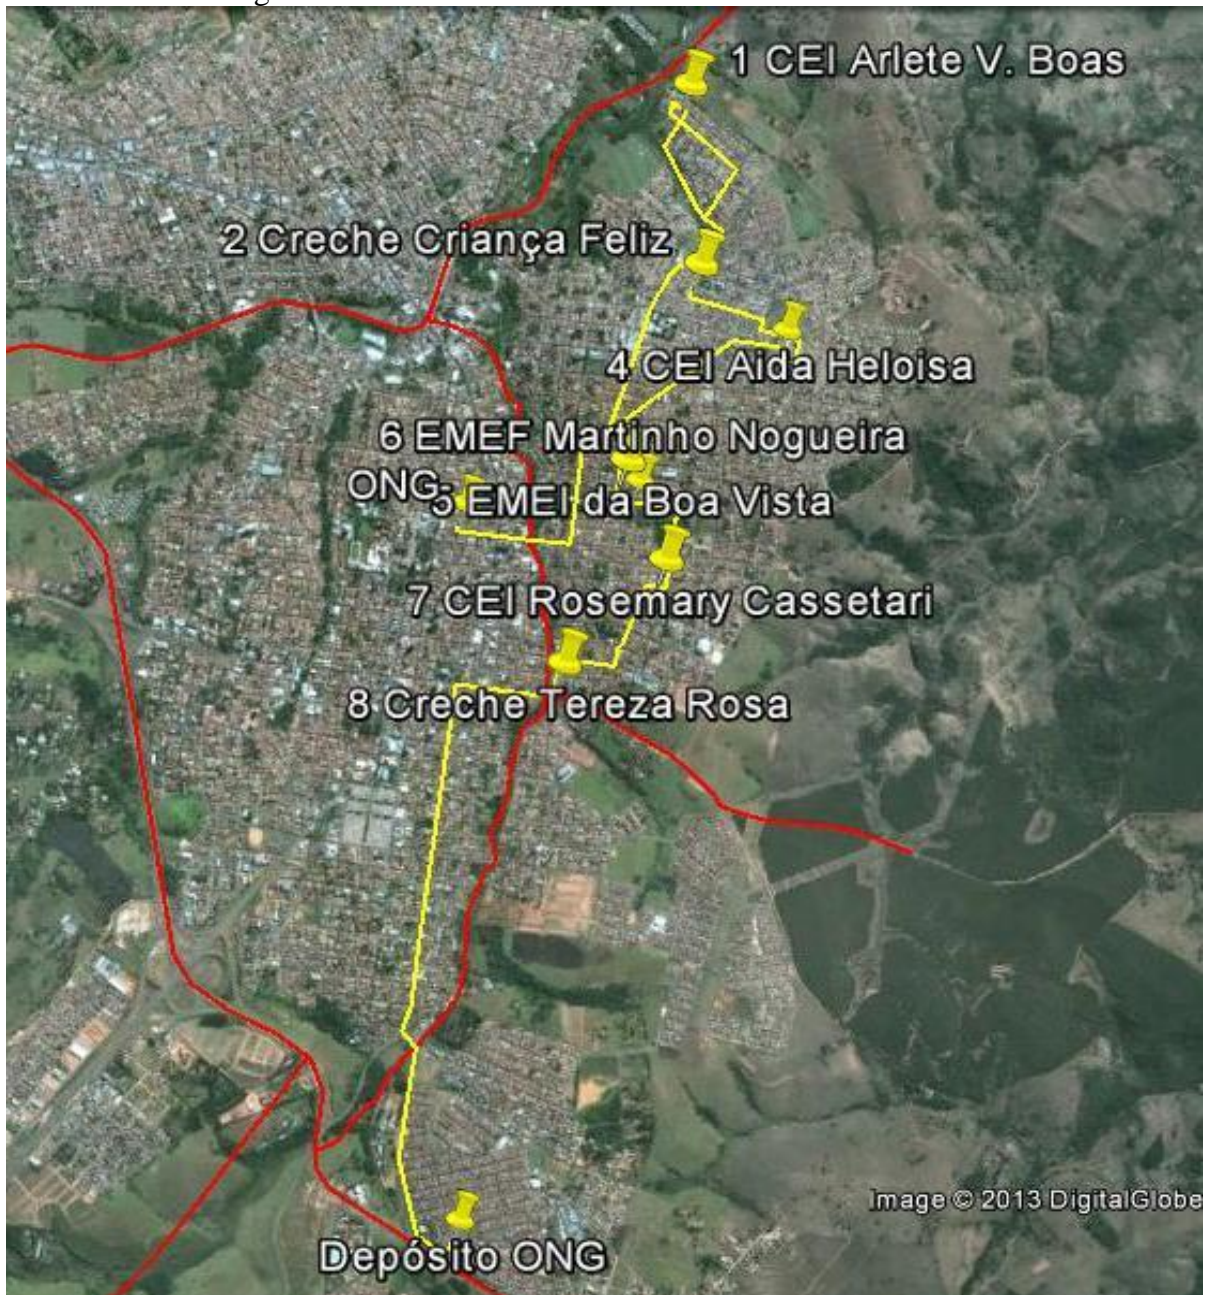 1 CEI Arlete V. Boas
2 Creche Criança Feliz
4 CEI Aida Heloisa
6 EMEF Martinho Nogueira
ONG
5 EMEI da Boa Vista
7 CEI Rosemary Cassetari
8 Creche Tereza Rosa
Image © 2013 DigitalGlobe
Depósito ONG